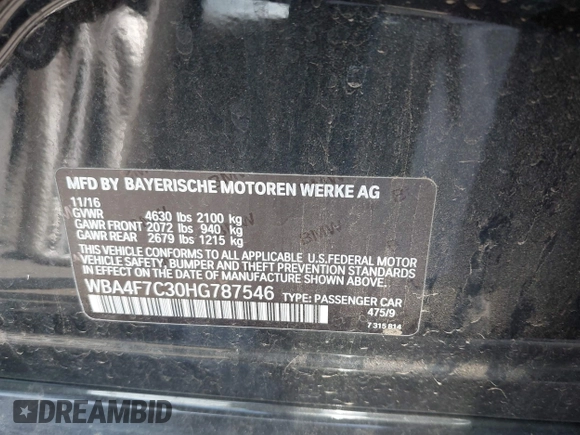 MFD BY BAYERISCHE MOTOREN WERKE AG
11/16
GVWR 4630 lbs 2100 kg
GAWR FRONT 2072 lbs 940 kg
GAWR REAR 2679 lbs 1215 kg
THIS VEHICLE CONFORMS TO ALL APPLICABLE U.S.FEDERAL MOTOR
VEHICLE SAFETY, BUMPER AND THEFT PREVENTION STANDARDS
IN EFFECT ON THE DATE OF MANUFACTURE SHOWN ABOVE.
WBA4F7C30HG787546 TYPE: PASSENGER CAR
475/9
7 315 814
DREAMBID